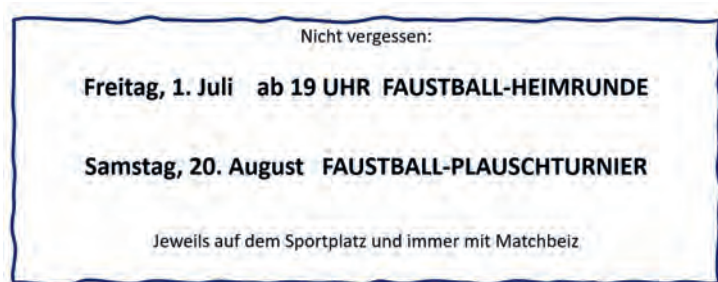 Nicht vergessen:
Freitag, 1. Juli ab 19 UHR FAUSTBALL-HEIMRUNDE
Samstag, 20. August FAUSTBALL-PLAUSCHTURNIER
Jeweils auf dem Sportplatz und immer mit Matchbeiz